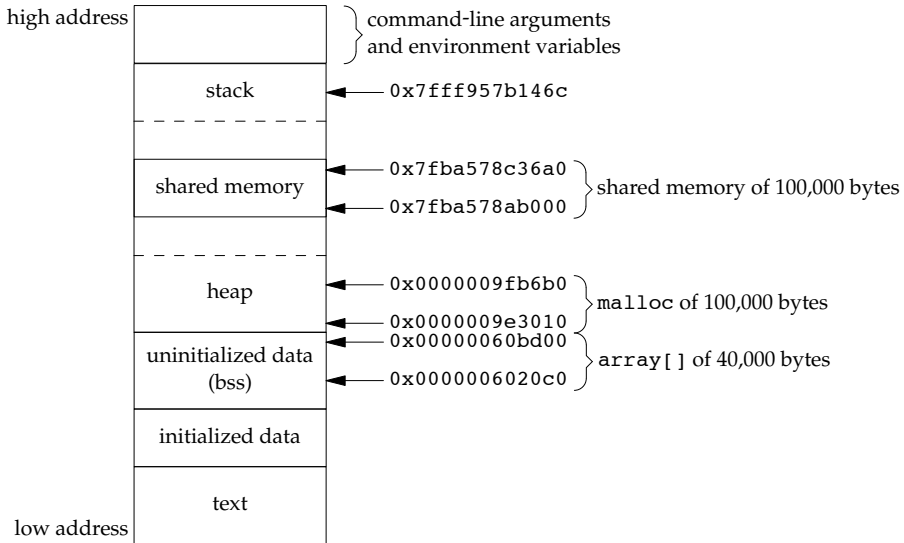 high address
command-line arguments
and environment variables
stack
0x7fff957b146c
0x7fba578c36a0
shared memory
shared memory of 100,000 bytes
0x7fba578ab000
0x0000009fb6b0
heap
malloc of 100,000 bytes
0x0000009e3010
0x00000060bd00
uninitialized data
(bss)
array[] of 40,000 bytes
0x0000006020c0
initialized data
text
low address